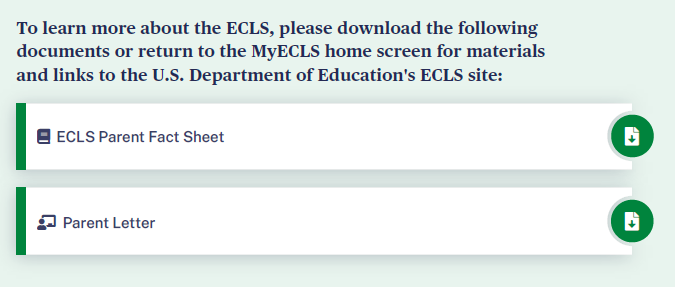 To learn more about the ECLS, please download the following
documents or return to the MyECLS home screen for materials
and links to the U.S. Department of Education's ECLS site:
ECLS Parent Fact Sheet
Parent Letter